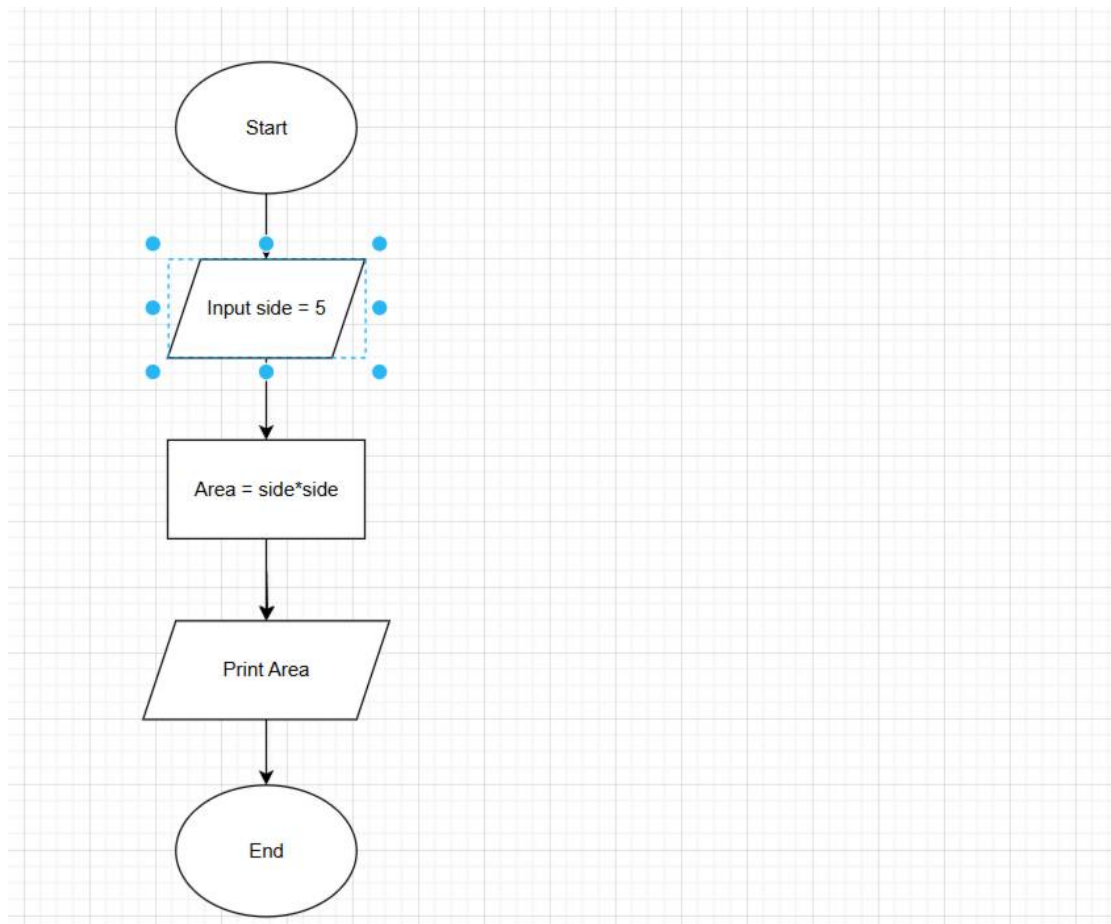 Start
Input side = 5
Area = side*side
Print Area
End